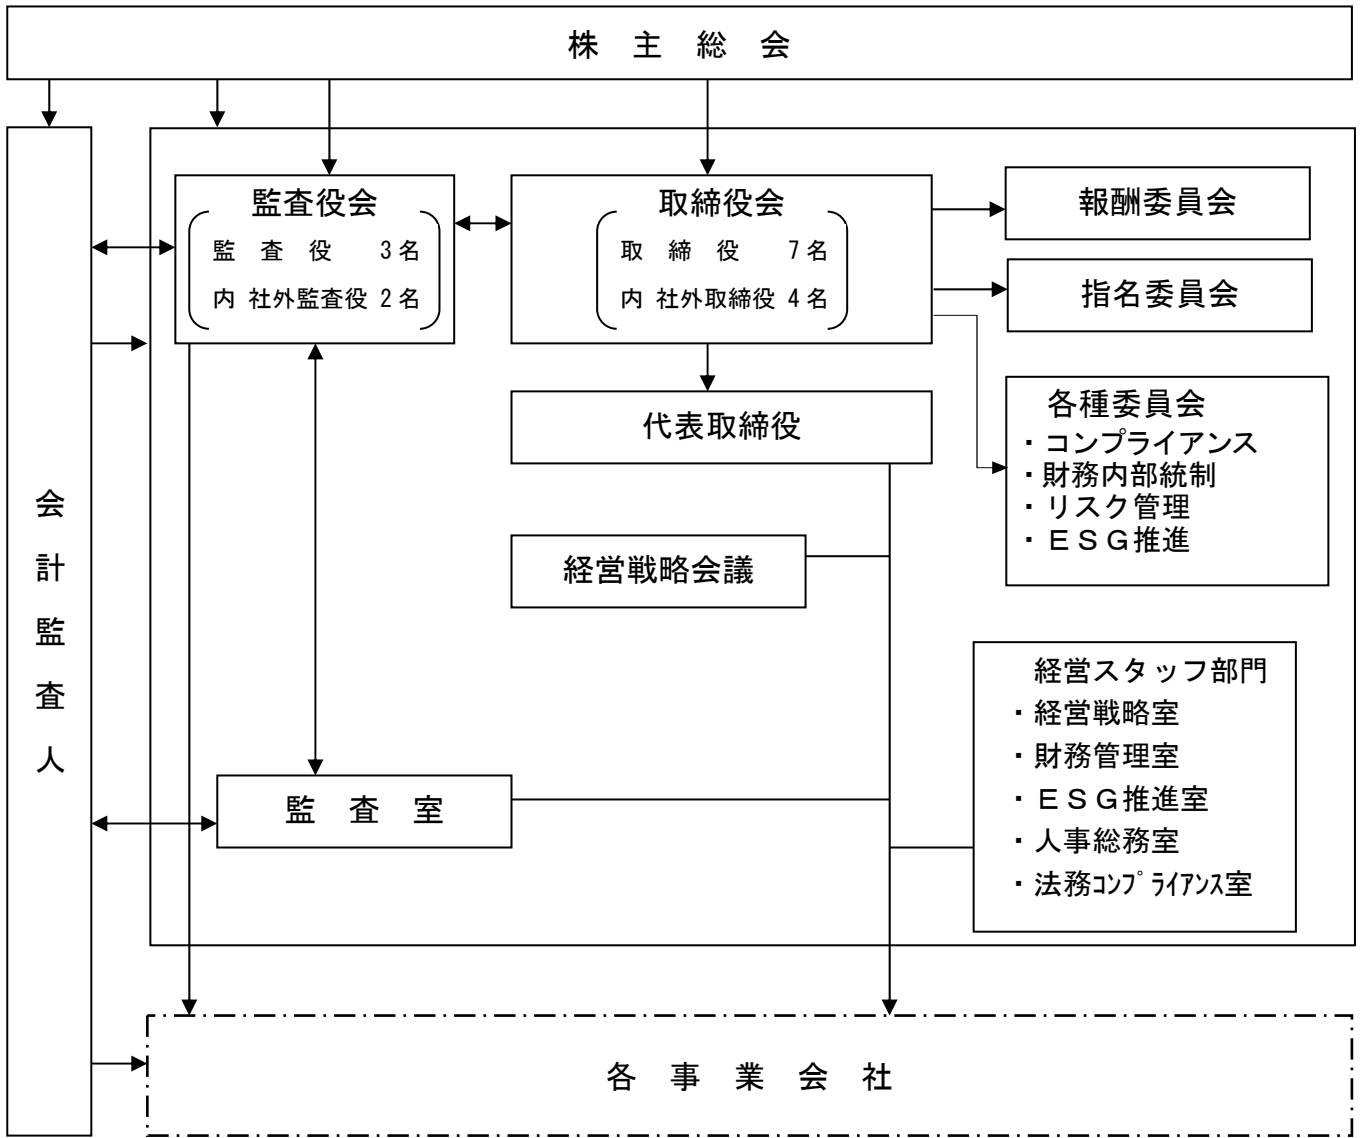 株 主 総 会
監査役会
監 査 役 3名
内 社外監査役 2名
取締役会
取 締 役 7名
内 社外取締役 4名
報酬委員会
指名委員会
代表取締役
各種委員会
・コンプライアンス
・財務内部統制
・リスク管理
・ESG推進
経営戦略会議
会計監査人
経営スタッフ部門
・経営戦略室
・財務管理室
・ESG推進室
・人事総務室
・法務コンプライアンス室
監 査 室
各 事 業 会 社